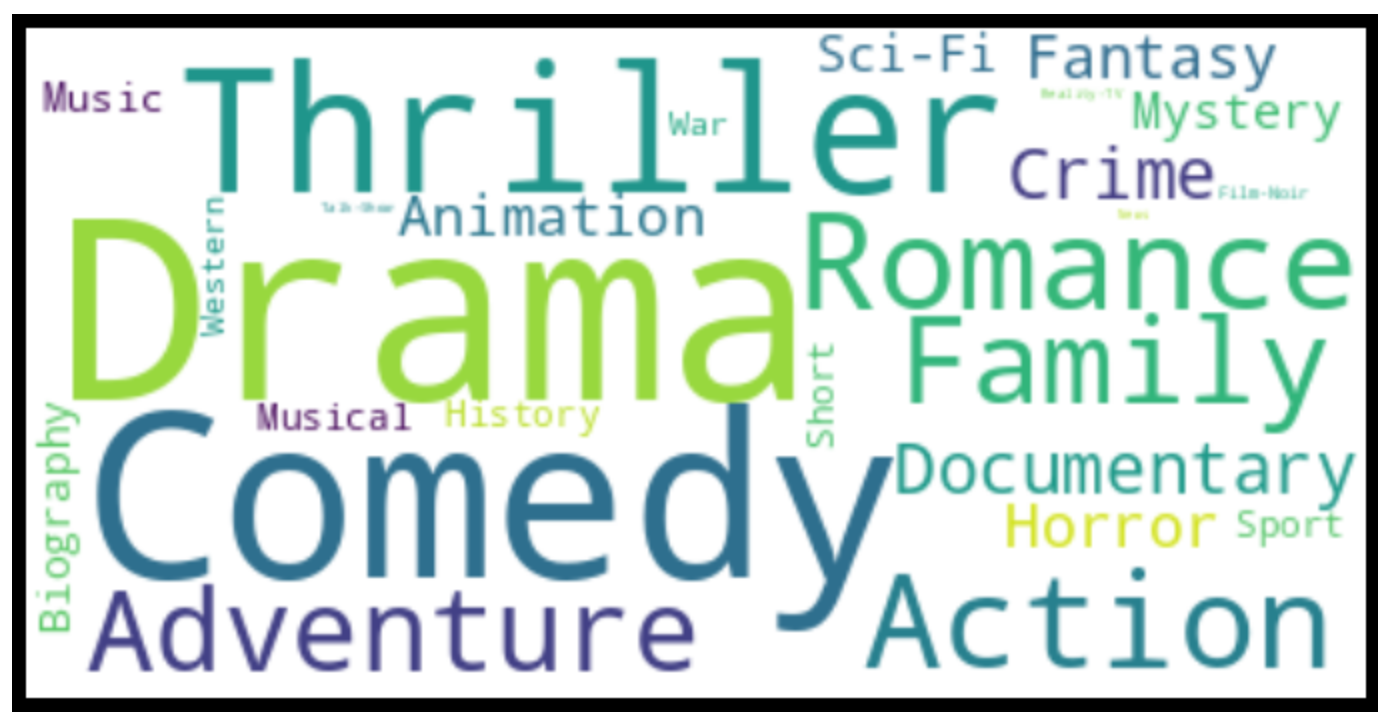 Sci-Fi
Fantasy
Music
Thriller
War
Reality-TV
Mystery
Crime
Film-Noir
Western
Talk-Show
Animation
News
Drama
Romance
Family
Short
Biography
Musical
History
Comedy
Documentary
Horror
Sport
Adventure
Action